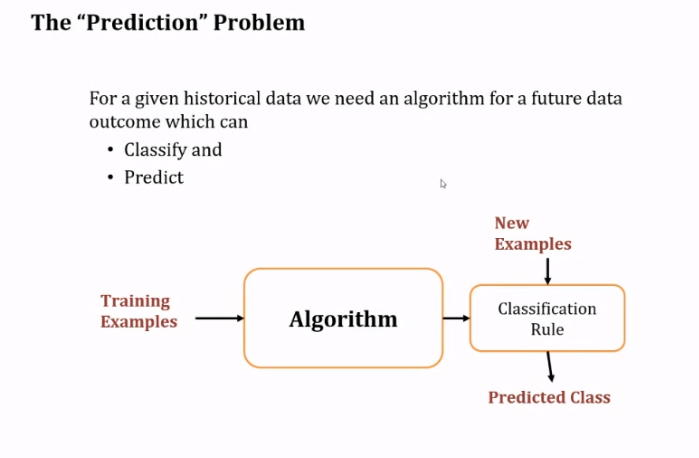 The “Prediction” Problem
For a given historical data we need an algorithm for a future data
outcome which can
• Classify and
• Predict
New
Examples
Training
Examples
Algorithm
Classification
Rule
Predicted Class